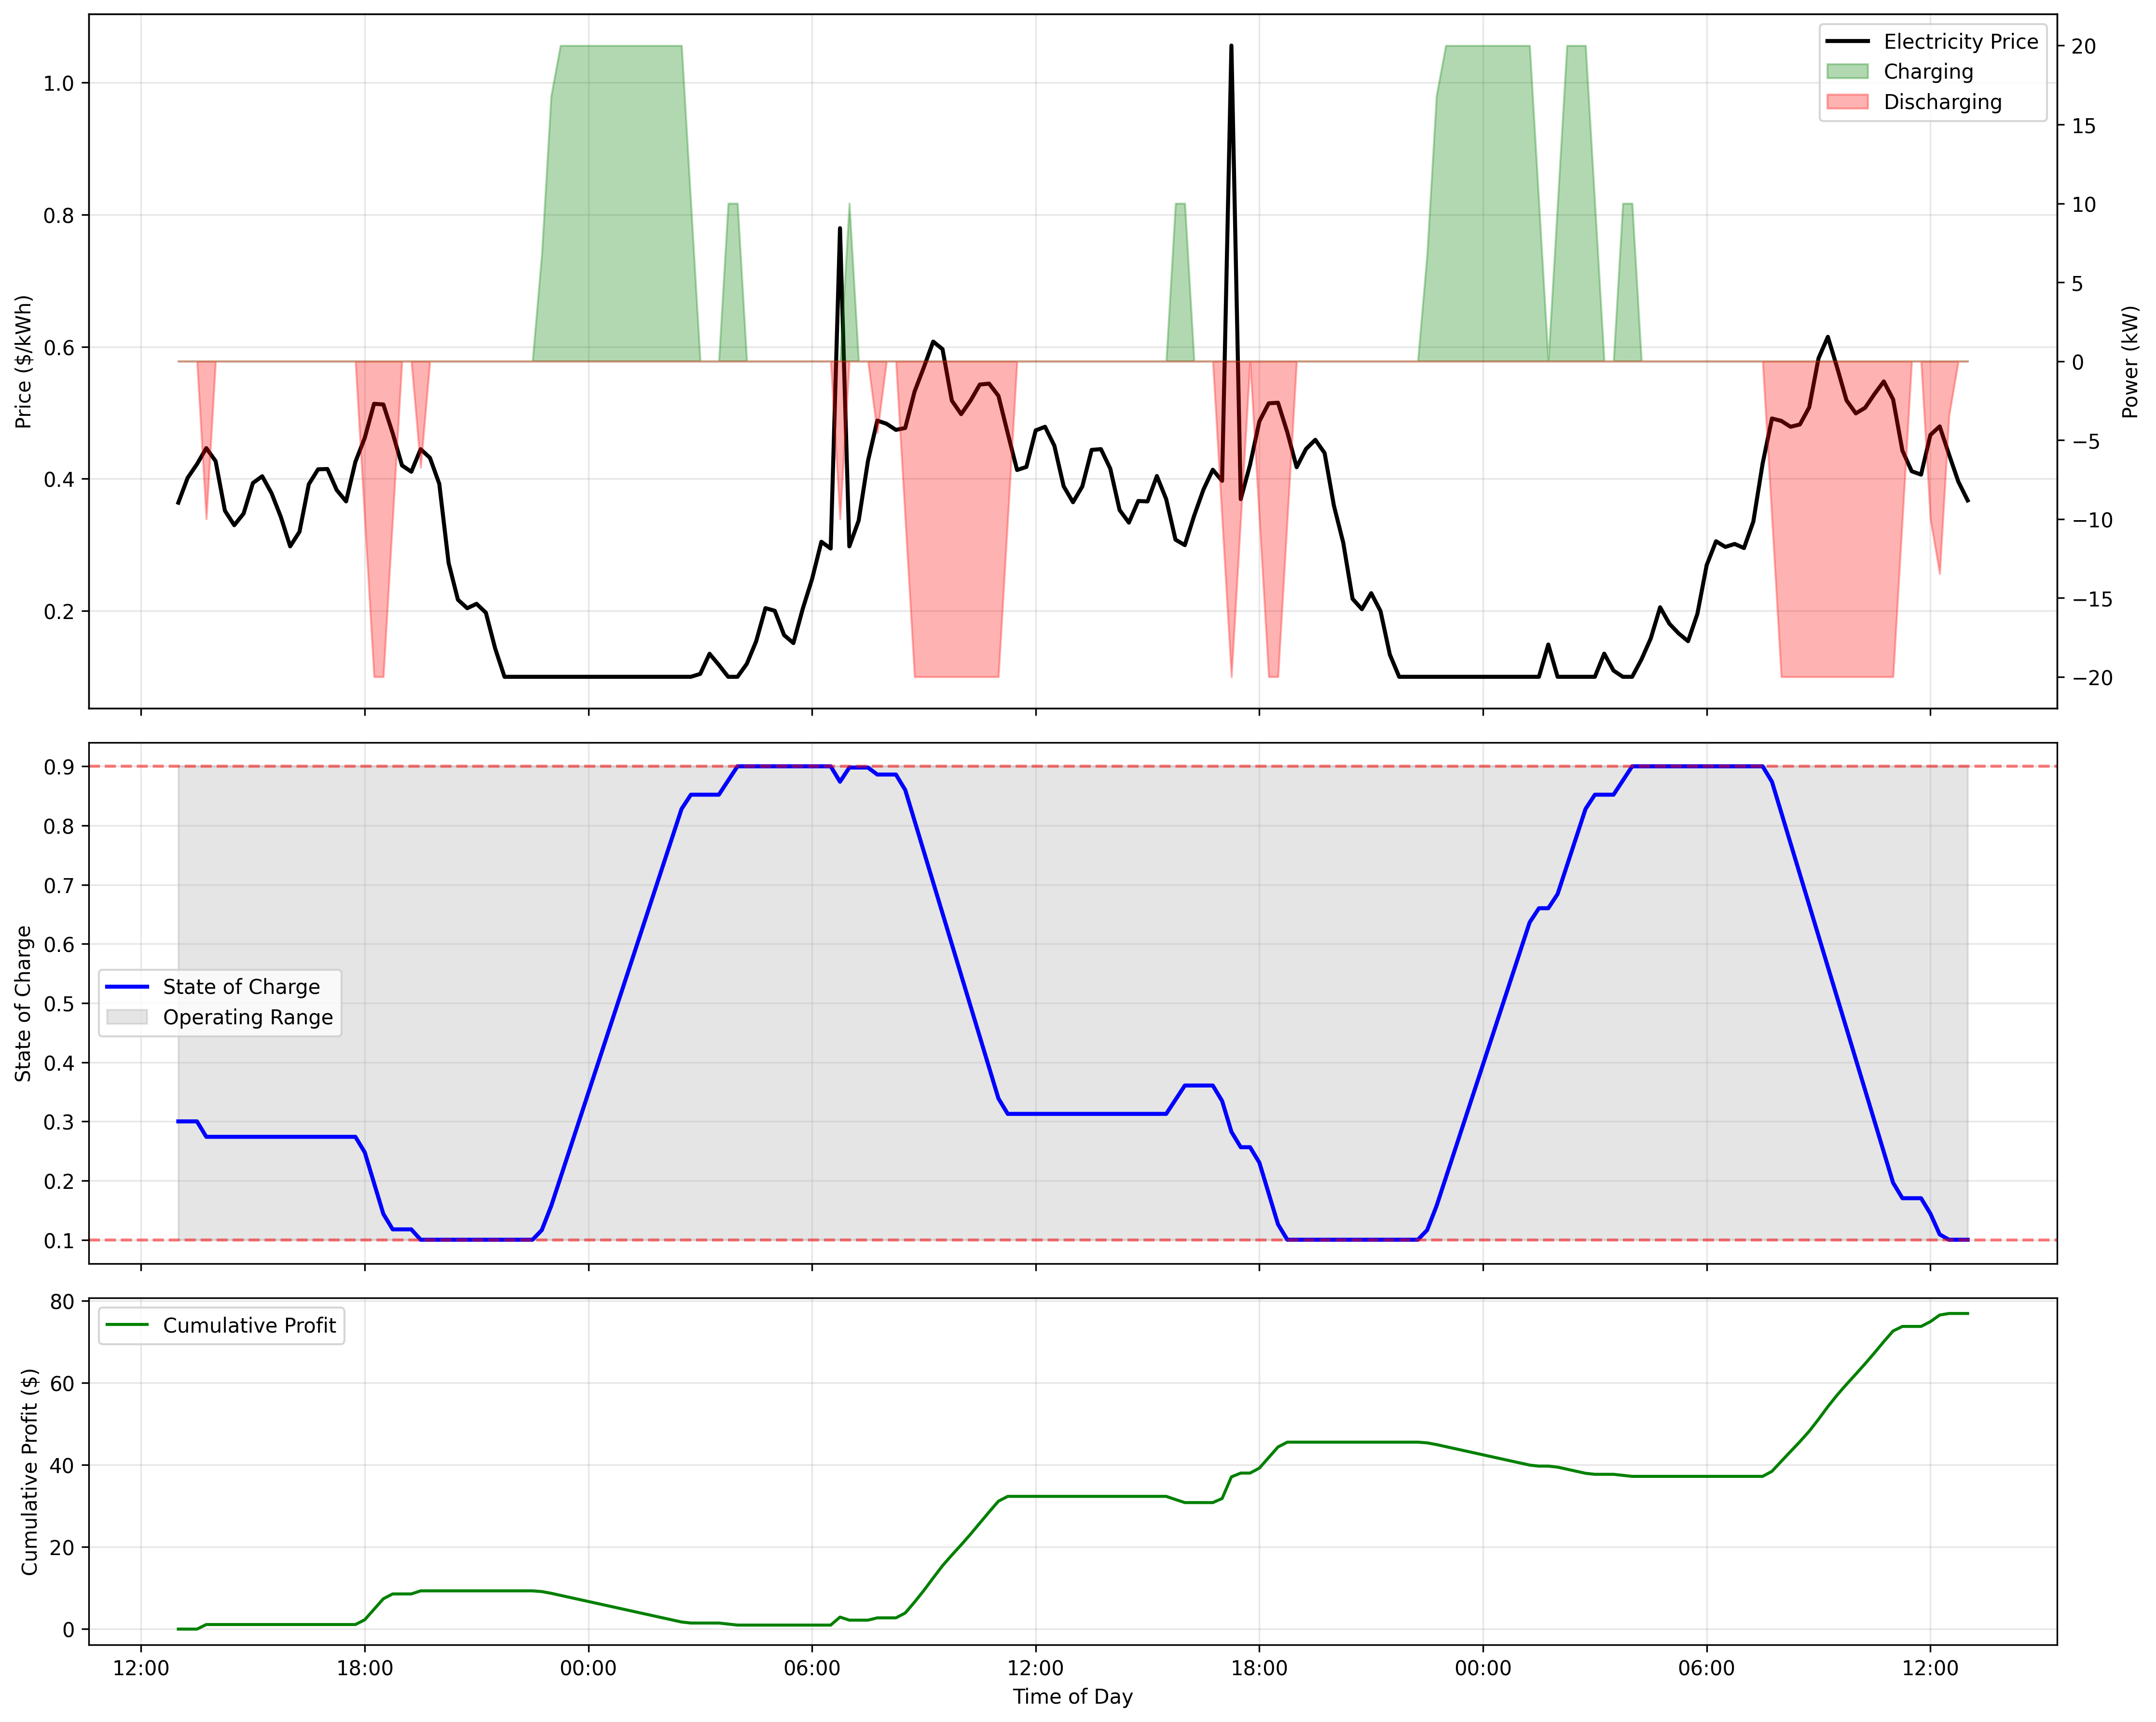 Electricity Price
Charging
Discharging
Price ($/kWh)
1.0
0.8
0.6
0.4
0.2
20
15
10
5
0
−5
−10
−15
−20
Power (kW)
State of Charge
0.9
0.8
0.7
0.6
0.5
0.4
0.3
0.2
0.1
State of Charge
Operating Range
Cumulative Profit ($)
80
60
40
20
0
Cumulative Profit
12:00 18:00 00:00 06:00 12:00 18:00 00:00 06:00 12:00
Time of Day